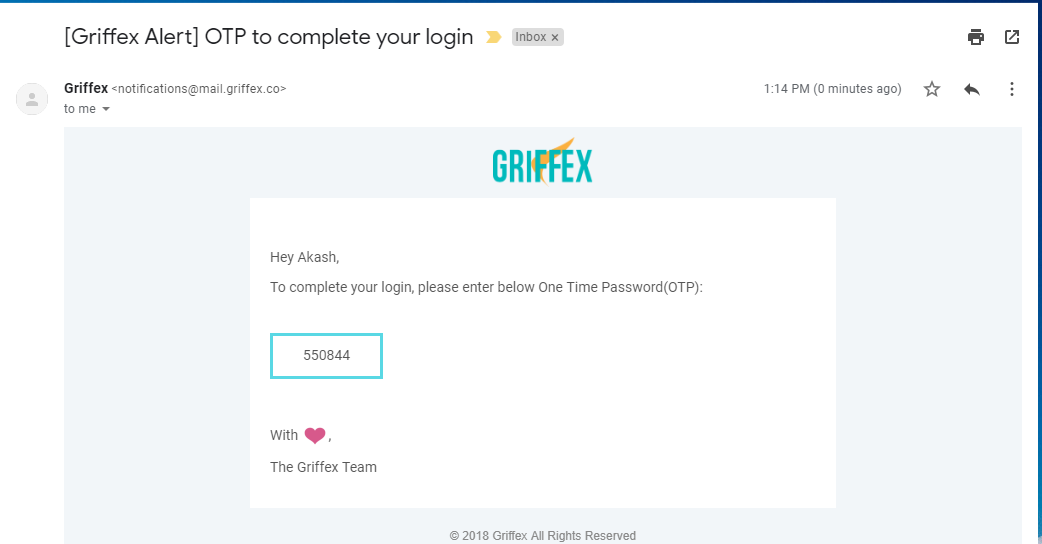 [Griffex Alert] OTP to complete your login
Inbox ×
Griffex <notifications@mail.griffex.co>
1:14 PM (0 minutes ago)
to me
GRIFFEX
Hey Akash,
To complete your login, please enter below One Time Password(OTP):
550844
With ,
The Griffex Team
© 2018 Griffex All Rights Reserved